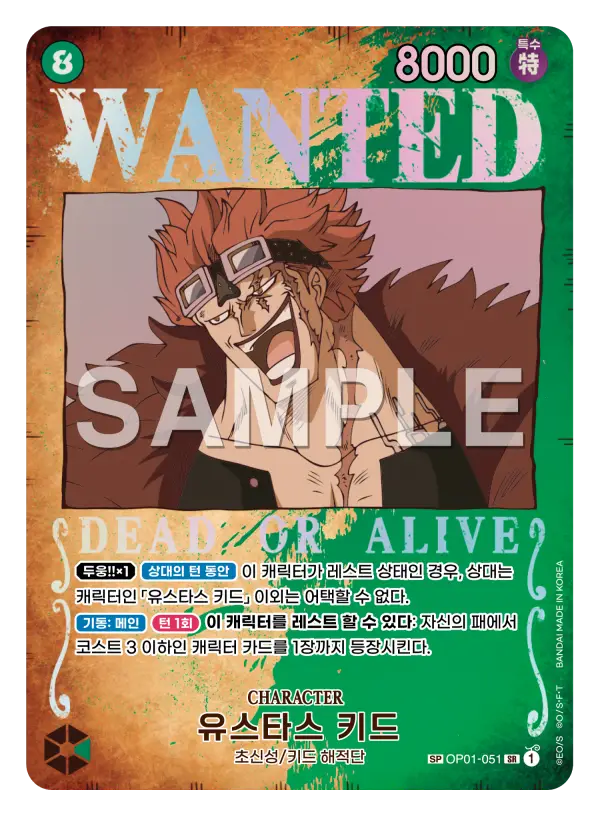 8
8000
특수
特
WANTED
SAMPLE
DEAD OR ALIVE
두웅!!×1 상대의 턴 동안 이 캐릭터가 레스트 상태인 경우, 상대는
캐릭터인 「유스타스 키드」 이외는 어택할 수 없다.
기동: 메인 턴 1회 이 캐릭터를 레스트 할 수 있다: 자신의 패에서
코스트 3 이하인 캐릭터 카드를 1장까지 등장시킨다.
CHARACTER
유스타스 키드
초신성/키드 해적단
SP OP01-051 SR 1
©EO/S ©O/S·F·T BANDAI MADE IN KOREA